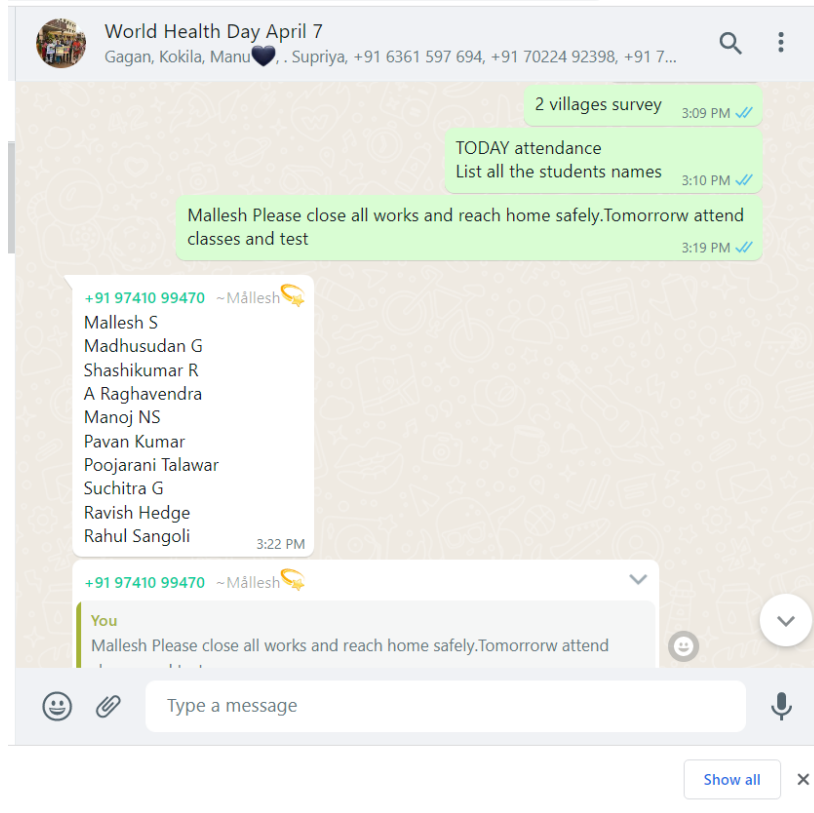 World Health Day April 7
Gagan, Kokila, Manu🖤, . Supriya, +91 6361 597 694, +91 70224 92398, +91 7...
2 villages survey
3:09 PM
TODAY attendance
List all the students names
3:10 PM
Mallesh Please close all works and reach home safely.Tomorrorw attend
classes and test
3:19 PM
+91 97410 99470 ~Mållesh💫
Mallesh S
Madhusudan G
Shashikumar R
A Raghavendra
Manoj NS
Pavan Kumar
Poojarani Talawar
Suchitra G
Ravish Hedge
Rahul Sangoli
3:22 PM
+91 97410 99470 ~Mållesh💫
You
Mallesh Please close all works and reach home safely.Tomorrorw attend
Type a message
Show all